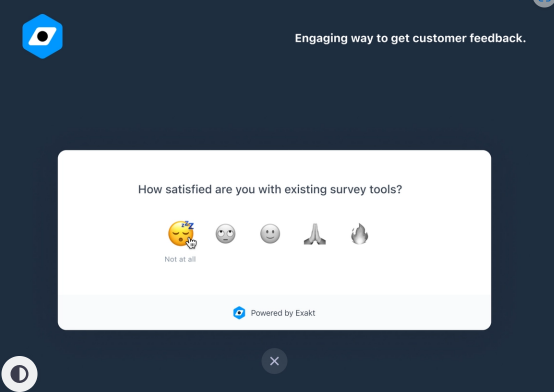 Engaging way to get customer feedback.
How satisfied are you with existing survey tools?
Not at all
Powered by Exakt